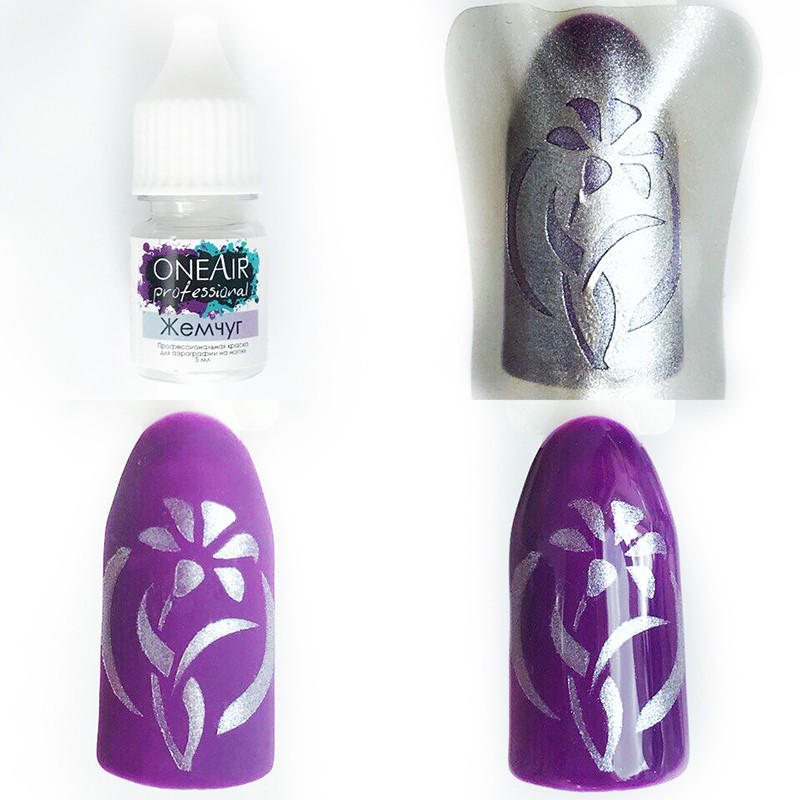 ONEAIR
professional
Жемчуг
Профессиональная краска
для аэрографии на ногтях
5 мл